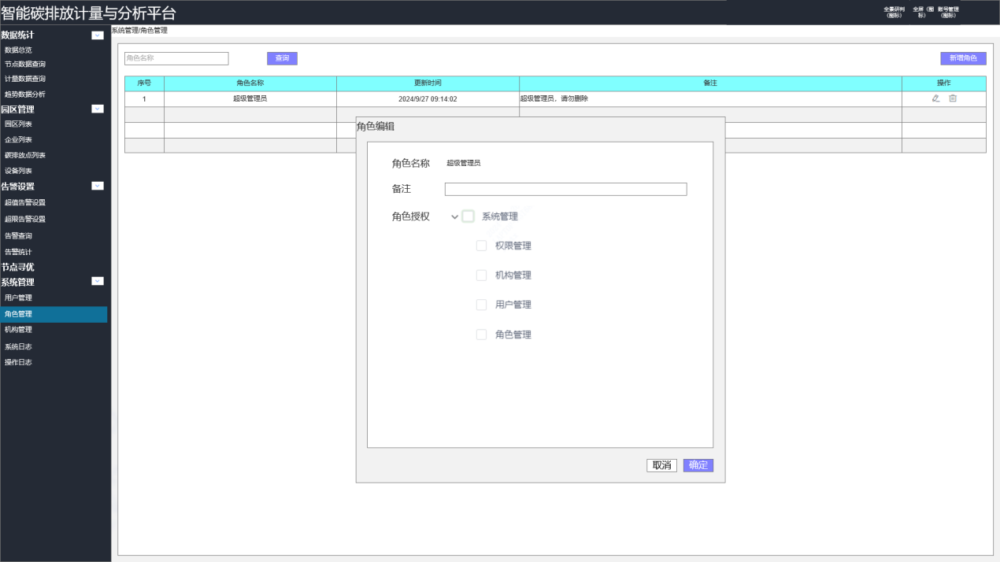 智能碳排放计量与分析平台
全景研判(图标) 全屏（图标） 账号管理(图标)
数据统计
系统管理/角色管理
数据总览
角色名称 查询 新增角色
节点数据查询
计量数据查询
序号 角色名称 更新时间 备注 操作
趋势数据分析
1 超级管理员 2024/9/27 09:14:02 超级管理员，请勿删除
园区管理
园区列表
企业列表
碳排放点列表
设备列表
告警设置
超值告警设置
超限告警设置
告警查询
告警统计
节点寻优
系统管理
用户管理
角色管理
机构管理
系统日志
操作日志
角色编辑
角色名称 超级管理员
备注
角色授权 系统管理
权限管理
机构管理
用户管理
角色管理
取消 确定